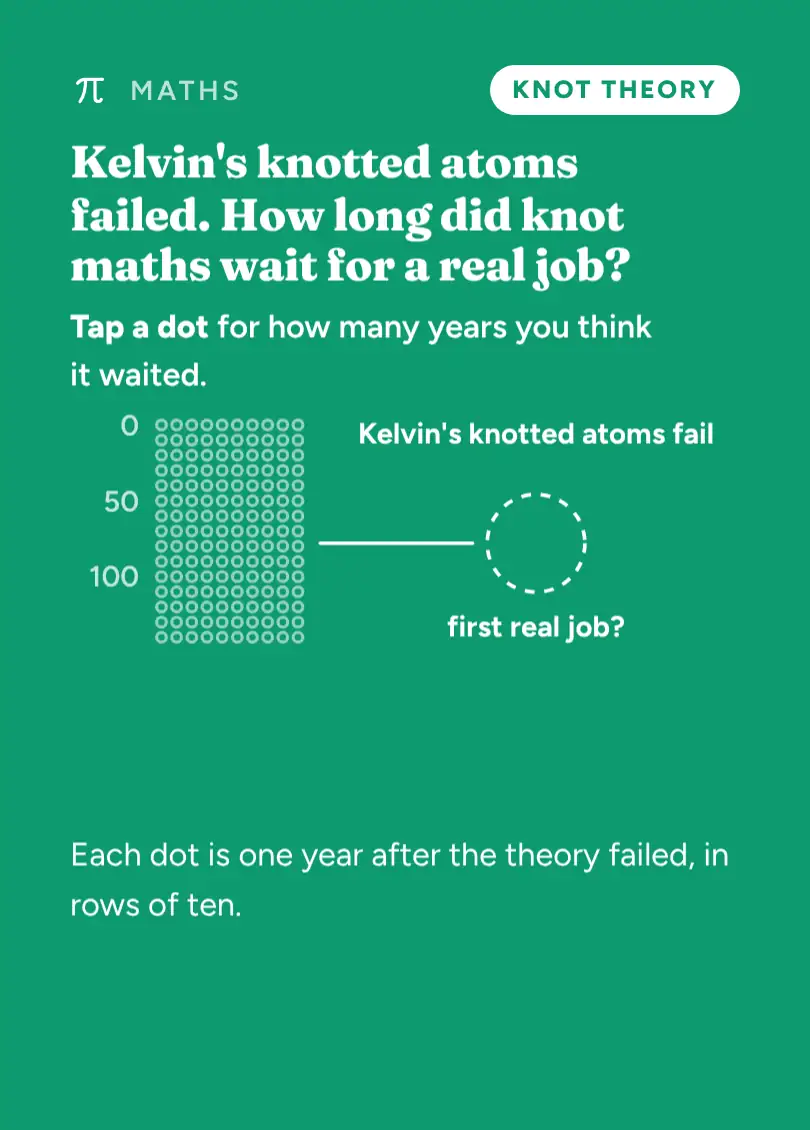 π MATHS
KNOT THEORY
Kelvin's knotted atoms
failed. How long did knot
maths wait for a real job?
Tap a dot for how many years you think
it waited.
0
50
100
Kelvin's knotted atoms fail
first real job?
Each dot is one year after the theory failed, in
rows of ten.